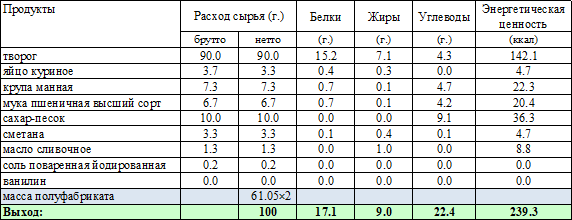 Продукты Расход сырья (г.) Белки Жиры Углеводы Энергетическая ценность
брутто нетто (г.) (г.) (г.) (ккал)
творог 90.0 90.0 15.2 7.1 4.3 142.1
яйцо куриное 3.7 3.3 0.4 0.3 0.0 4.7
крупа манная 7.3 7.3 0.7 0.1 4.7 22.3
мука пшеничная высший сорт 6.7 6.7 0.7 0.1 4.2 20.4
сахар-песок 10.0 10.0 0.0 0.0 9.1 36.3
сметана 3.3 3.3 0.1 0.4 0.1 4.7
масло сливочное 1.3 1.3 0.0 1.0 0.0 8.8
соль поваренная йодированная 0.2 0.2 0.0 0.0 0.0 0.0
ванилин 0.0 0.0 0.0 0.0 0.0 0.0
масса полуфабриката 61.05×2
Выход: 100 17.1 9.0 22.4 239.3